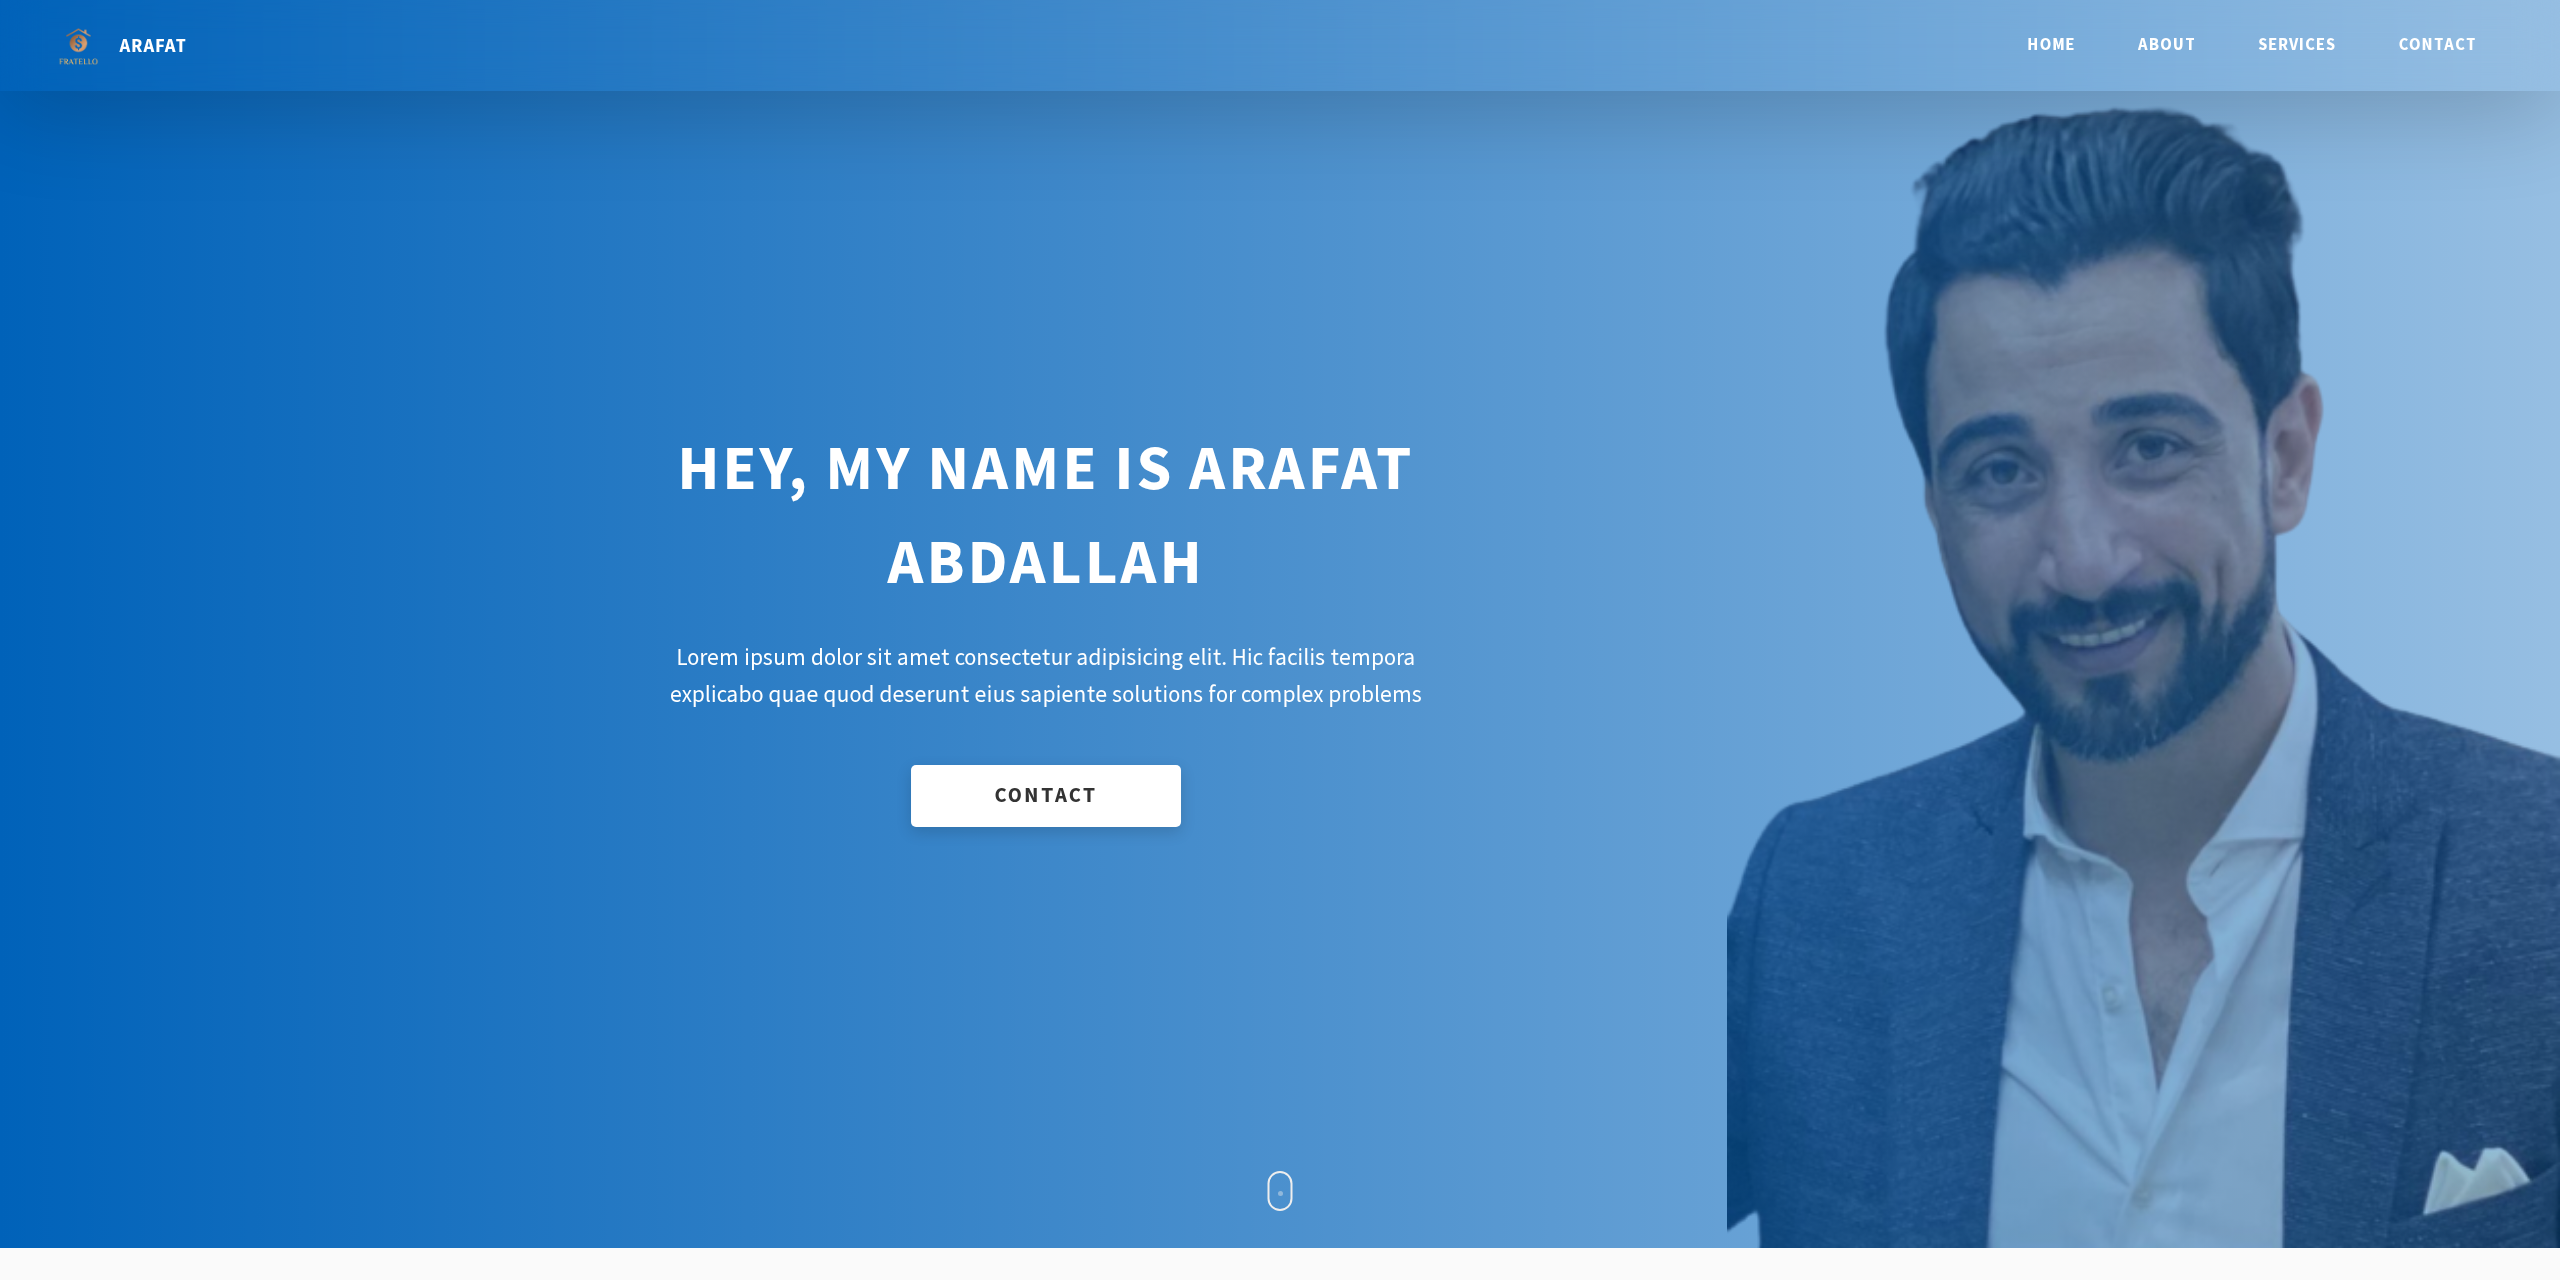 FRATELLO
ARAFAT
HOME
ABOUT
SERVICES
CONTACT
HEY, MY NAME IS ARAFAT
ABDALLAH
Lorem ipsum dolor sit amet consectetur adipisicing elit. Hic facilis tempora
explicabo quae quod deserunt eius sapiente solutions for complex problems
CONTACT